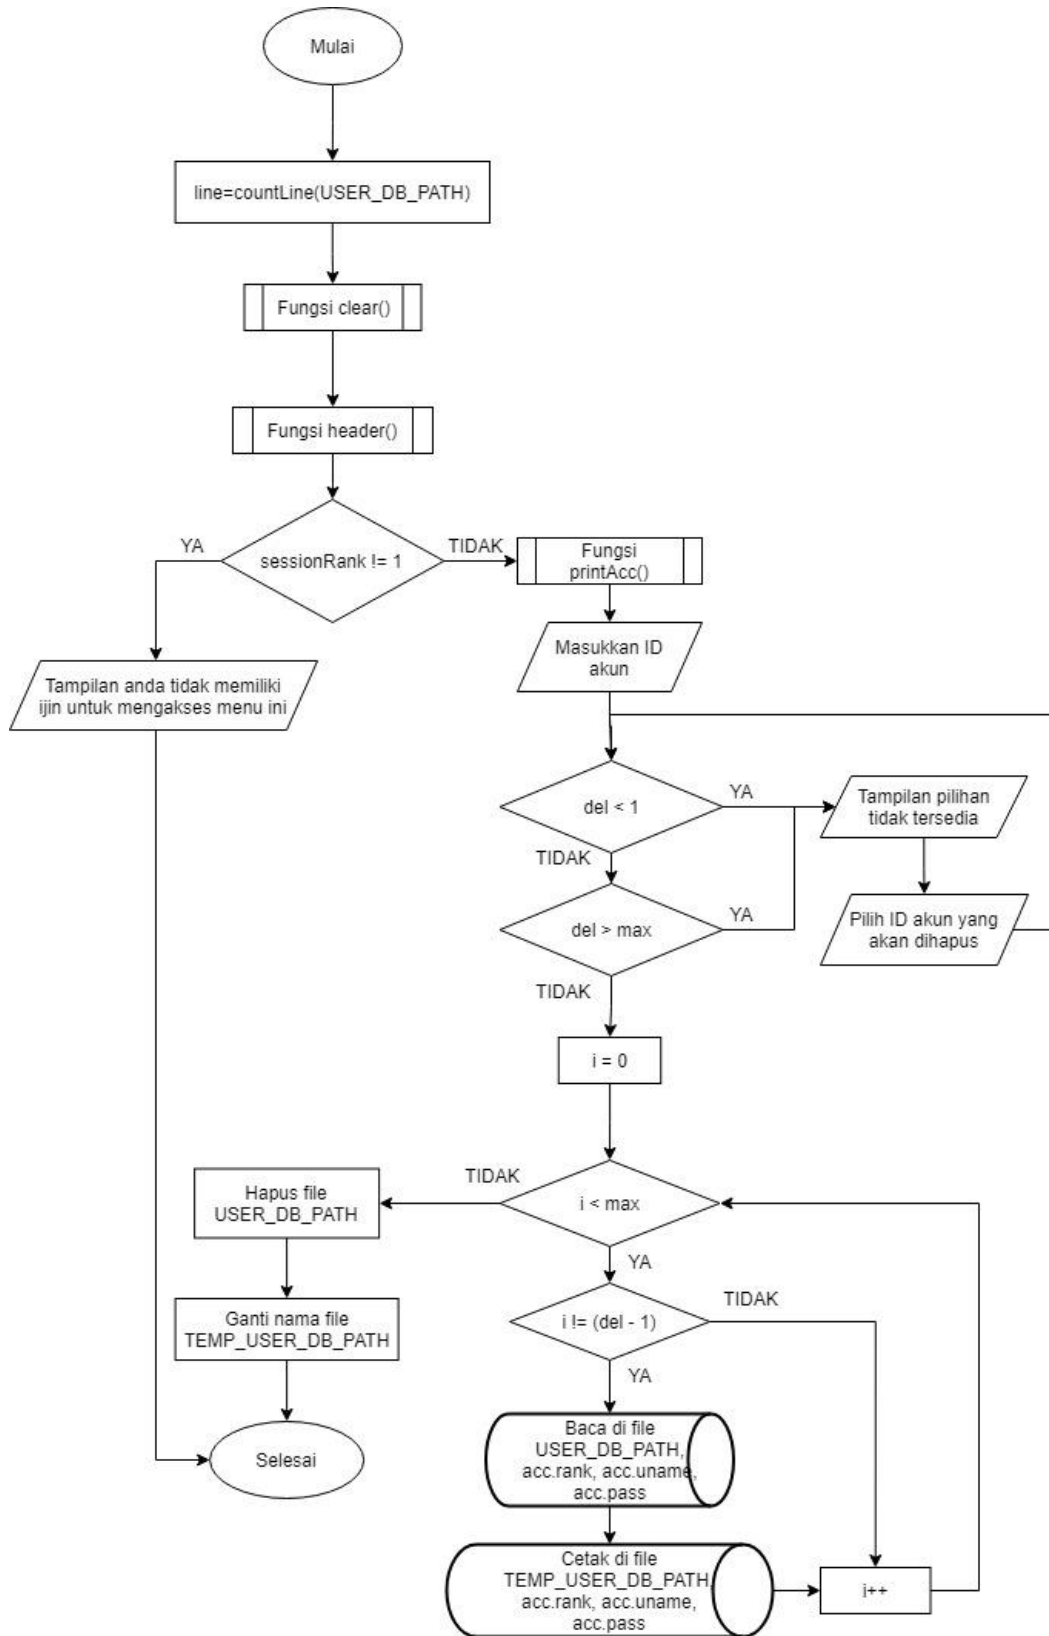 Mulai
line=countLine(USER_DB_PATH)
Fungsi clear()
Fungsi header()
sessionRank != 1
YA
TIDAK
Fungsi
printAcc()
Tampilan anda tidak memiliki
ijin untuk mengakses menu ini
Masukkan ID
akun
del < 1
YA
Tampilan pilihan
tidak tersedia
TIDAK
del > max
YA
Pilih ID akun yang
akan dihapus
TIDAK
i = 0
i < max
TIDAK
Hapus file
USER_DB_PATH
YA
i != (del - 1)
TIDAK
Ganti nama file
TEMP_USER_DB_PATH
YA
Selesai
Baca di file
USER_DB_PATH,
acc.rank, acc.uname,
acc.pass
Cetak di file
TEMP_USER_DB_PATH,
acc.rank, acc.uname,
acc.pass
i++